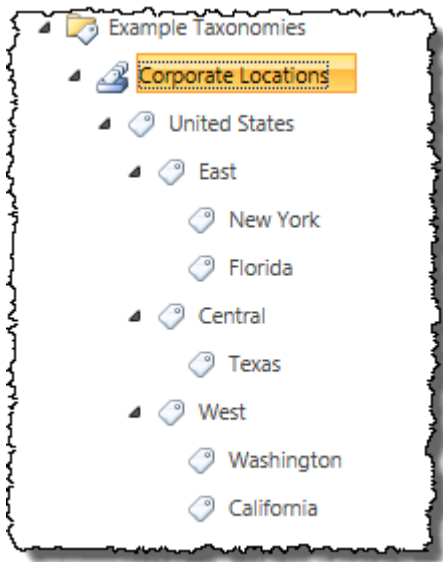 Example Taxonomies
Corporate Locations
United States
East
New York
Florida
Central
Texas
West
Washington
California